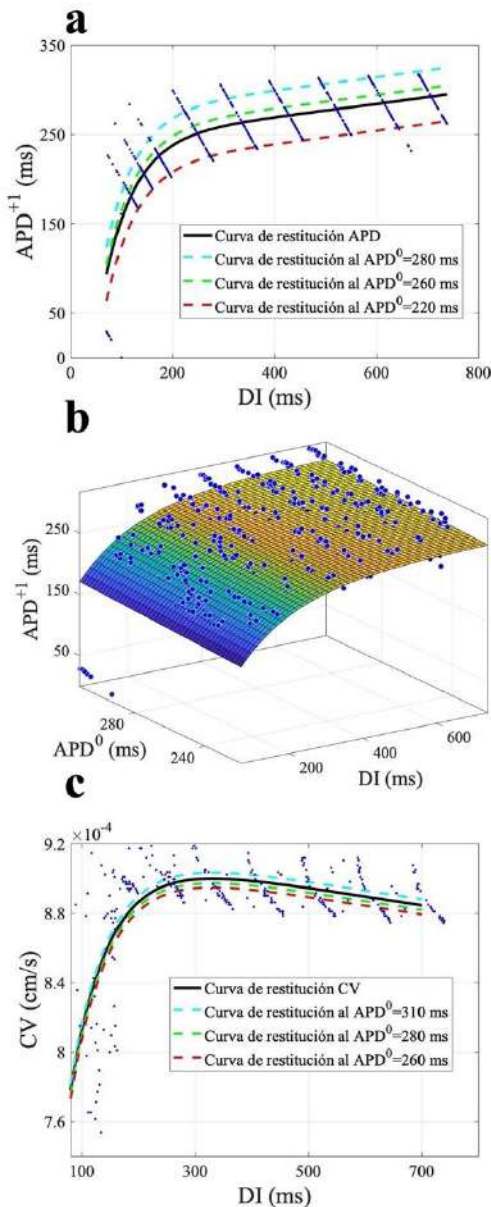 a
350
250
150
50
0
APD⁺¹ (ms)
Curva de restitución APD
Curva de restitución al APD⁰=280 ms
Curva de restitución al APD⁰=260 ms
Curva de restitución al APD⁰=220 ms
0 200 400 600 800
DI (ms)
b
250
150
50
APD⁺¹ (ms)
280
240
APD⁰ (ms)
200 400 600
DI (ms)
c
×10⁻⁴
9.2
8.8
8.4
8
7.6
CV (cm/s)
Curva de restitución CV
Curva de restitución al APD⁰=310 ms
Curva de restitución al APD⁰=280 ms
Curva de restitución al APD⁰=260 ms
100 300 500 700
DI (ms)